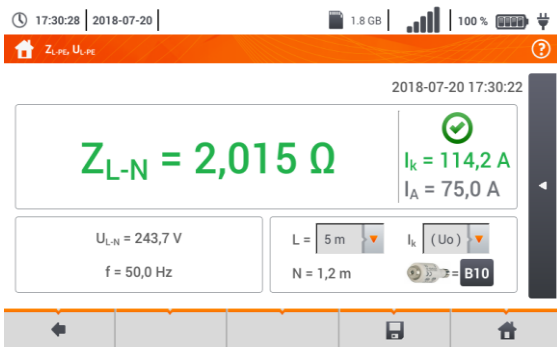 17:30:28 2018-07-20 1.8 GB 100 %
ZL-PE, UL-PE ?
2018-07-20 17:30:22
ZL-N = 2,015 Ω
Ik = 114,2 A
IA = 75,0 A
UL-N = 243,7 V
f = 50,0 Hz
L = 5 m Ik (Uo)
N = 1,2 m = B10